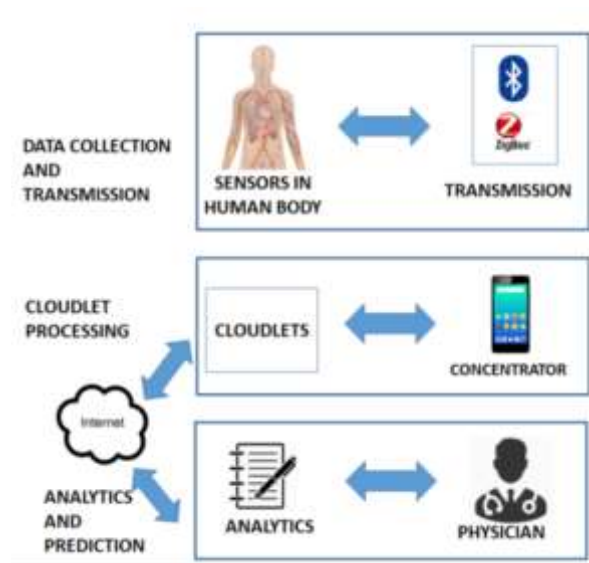 DATA COLLECTION
AND
TRANSMISSION
SENSORS IN
HUMAN BODY
ZigBee
TRANSMISSION
CLOUDLET
PROCESSING
CLOUDLETS
CONCENTRATOR
Internet
ANALYTICS
AND
PREDICTION
ANALYTICS
PHYSICIAN